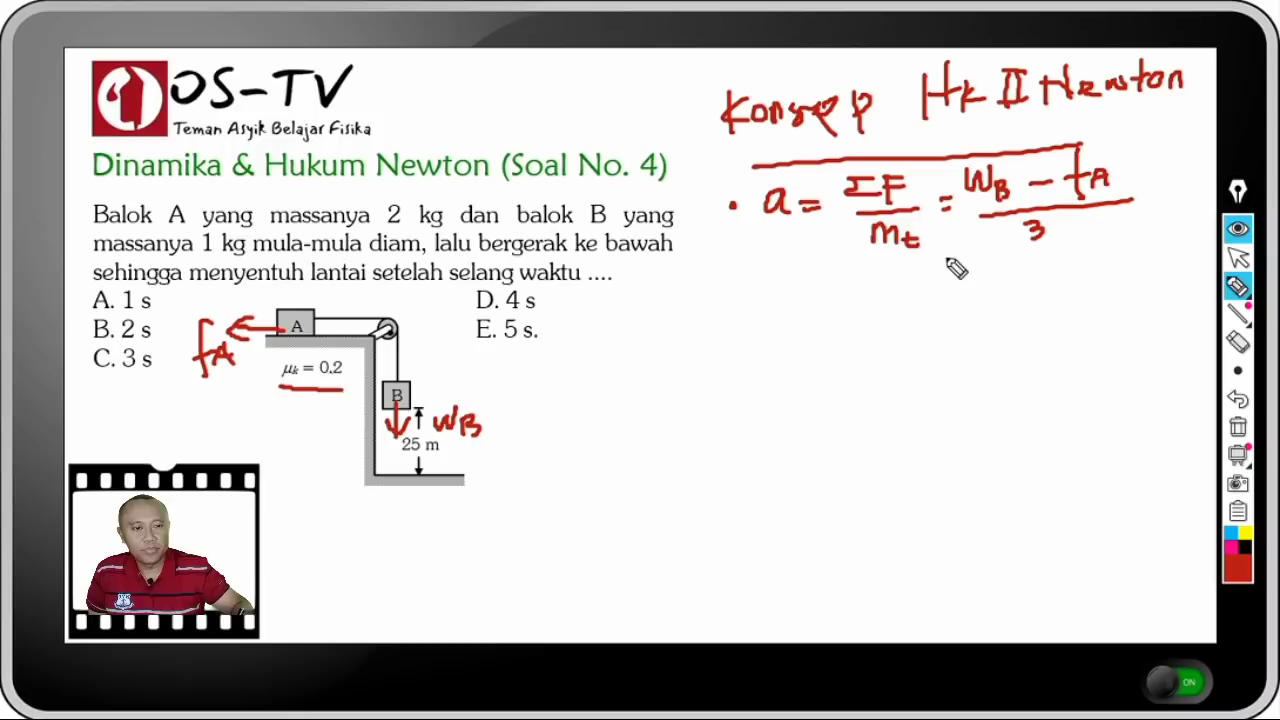 OS-TV
Teman Asyik Belajar Fisika
Dinamika & Hukum Newton (Soal No. 4)
Balok A yang massanya 2 kg dan balok B yang
massanya 1 kg mula-mula diam, lalu bergerak ke bawah
sehingga menyentuh lantai setelah selang waktu ....
A. 1 s
D. 4 s
B. 2 s
E. 5 s.
C. 3 s
fA
A
μk = 0.2
B
WB
25 m
Konsep Hk II Newton
• a = ΣF/mt = WB - fA/3
ON